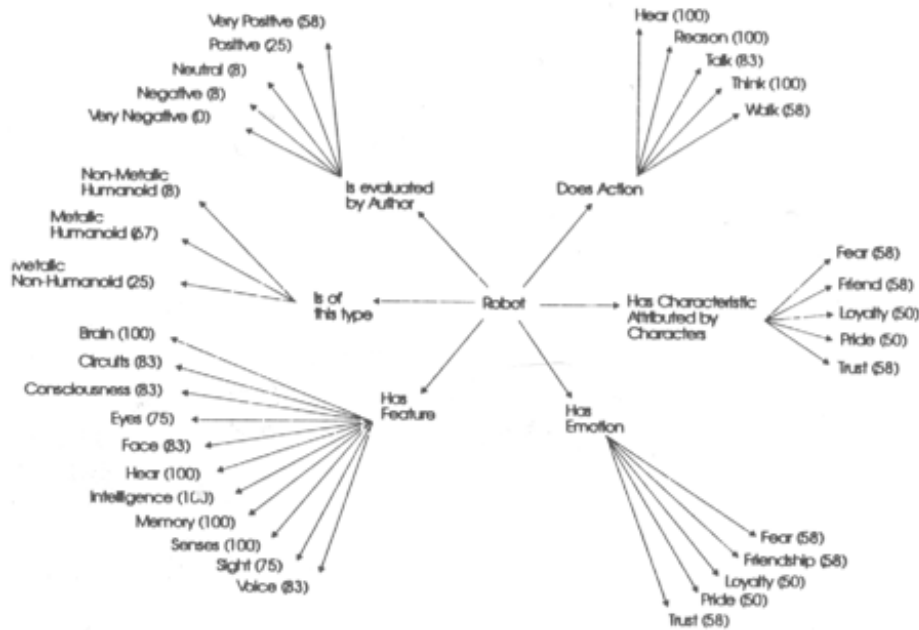 Very Positive (58)
Positive (25)
Neutral (8)
Negative (8)
Very Negative (0)
Is evaluated
by Author
Hear (100)
Reason (100)
Talk (83)
Think (100)
Walk (58)
Does Action
Non-Metallic
Humanoid (8)
Metallic
Humanoid (67)
Metallic
Non-Humanoid (25)
Is of
this type
Robot
Has Characteristic
Attributed by
Characters
Fear (58)
Friend (58)
Loyalty (50)
Pride (50)
Trust (58)
Brain (100)
Circuits (83)
Consciousness (83)
Eyes (75)
Face (83)
Hear (100)
Intelligence (100)
Memory (100)
Senses (100)
Sight (75)
Voice (83)
Has
Feature
Has
Emotion
Fear (58)
Friendship (58)
Loyalty (50)
Pride (50)
Trust (58)